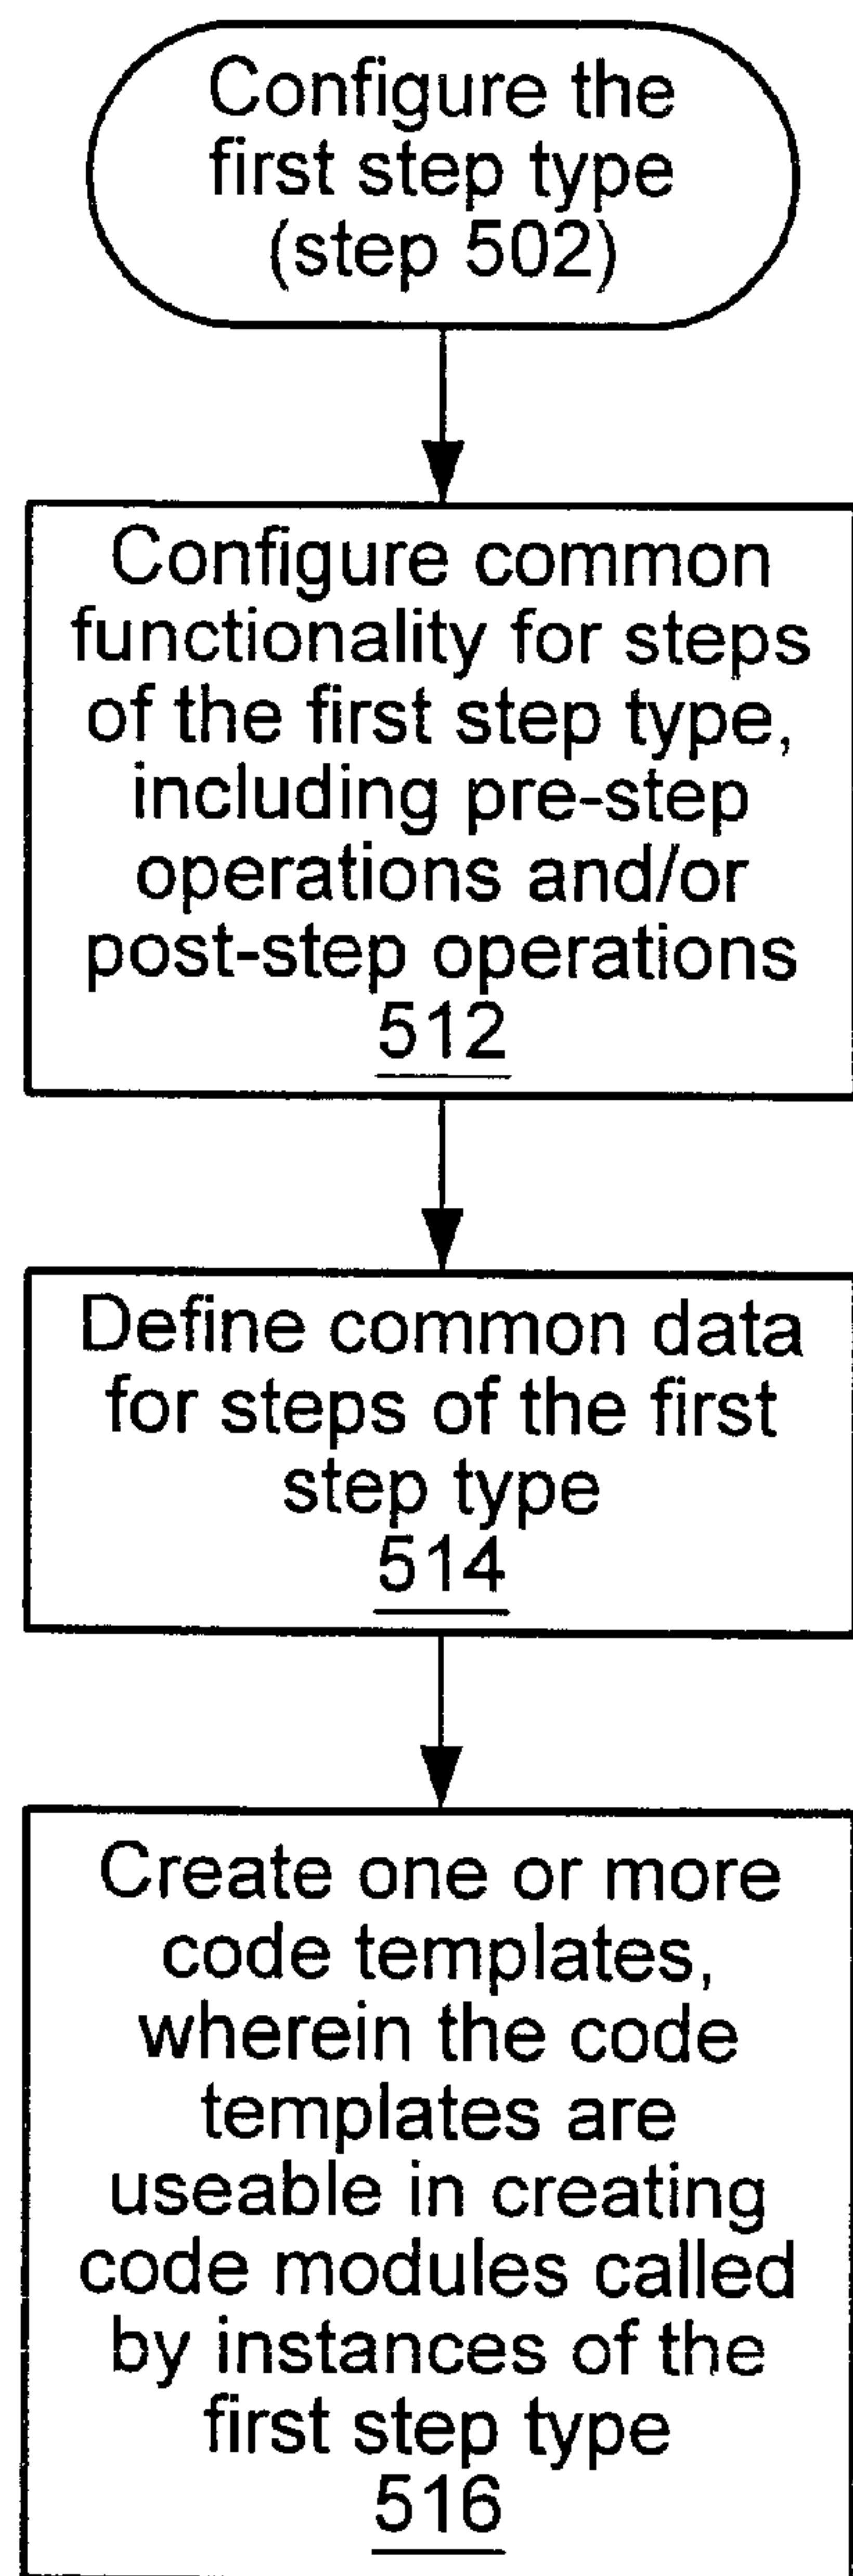 Configure the
first step type
(step 502)
Configure common
functionality for steps
of the first step type,
including pre-step
operations and/or
post-step operations
512
Define common data
for steps of the first
step type
514
Create one or more
code templates,
wherein the code
templates are
useable in creating
code modules called
by instances of the
first step type
516